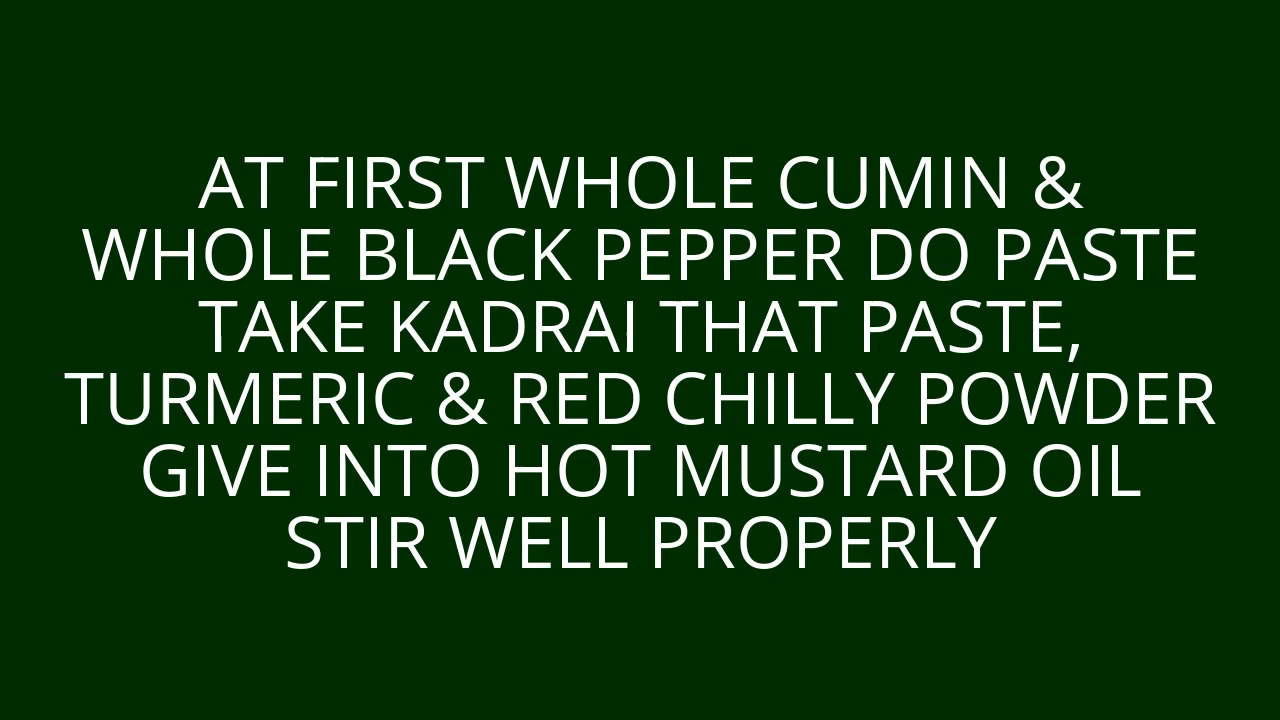 AT FIRST WHOLE CUMIN &
WHOLE BLACK PEPPER DO PASTE
TAKE KADRAI THAT PASTE,
TURMERIC & RED CHILLY POWDER
GIVE INTO HOT MUSTARD OIL
STIR WELL PROPERLY